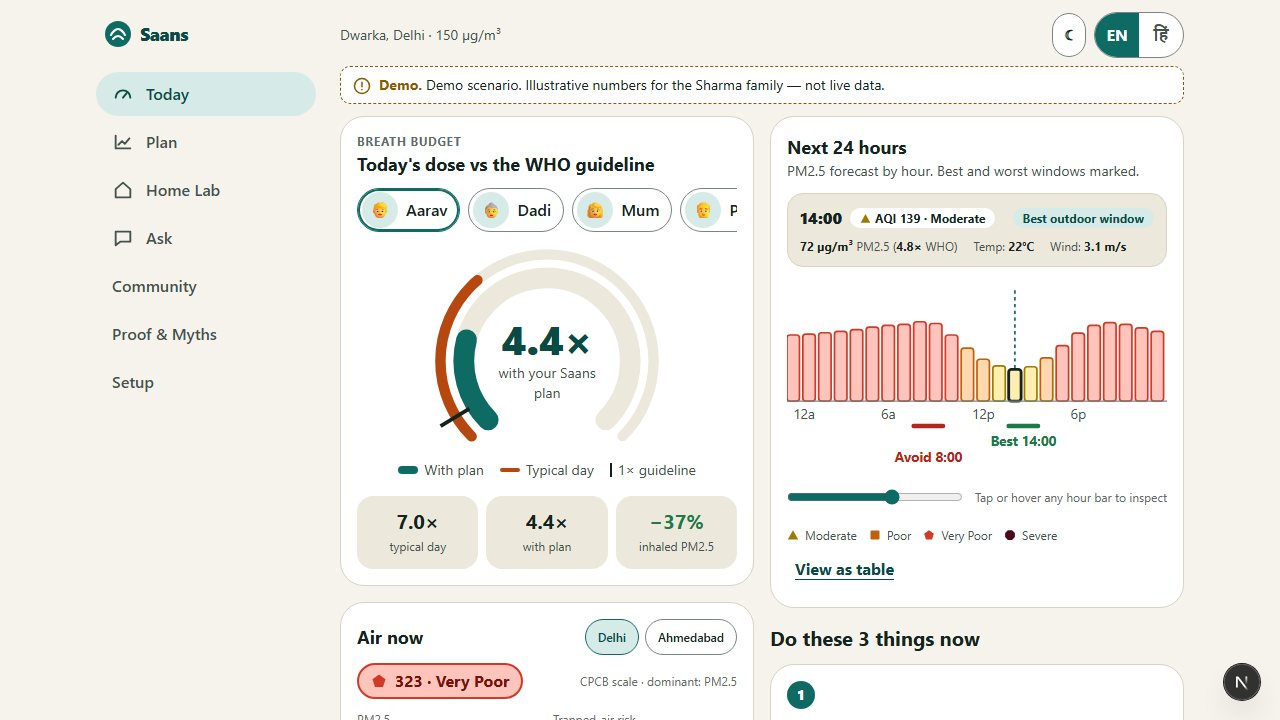 Saans
Dwarka, Delhi · 150 µg/m³
EN
हिं
Today
Plan
Home Lab
Ask
Community
Proof & Myths
Setup
Demo. Demo scenario. Illustrative numbers for the Sharma family — not live data.
BREATH BUDGET
Today's dose vs the WHO guideline
Aarav
Dadi
Mum
P
4.4×
with your Saans
plan
With plan
Typical day
1× guideline
7.0×
typical day
4.4×
with plan
−37%
inhaled PM2.5
Air now
Delhi
Ahmedabad
323 · Very Poor
CPCB scale · dominant: PM2.5
PM2.5
Trapped-air risk
Next 24 hours
PM2.5 forecast by hour. Best and worst windows marked.
14:00
AQI 139 · Moderate
Best outdoor window
72 µg/m³ PM2.5 (4.8× WHO)
Temp: 22°C
Wind: 3.1 m/s
12a
6a
12p
6p
Best 14:00
Avoid 8:00
Tap or hover any hour bar to inspect
Moderate
Poor
Very Poor
Severe
View as table
Do these 3 things now
1
N